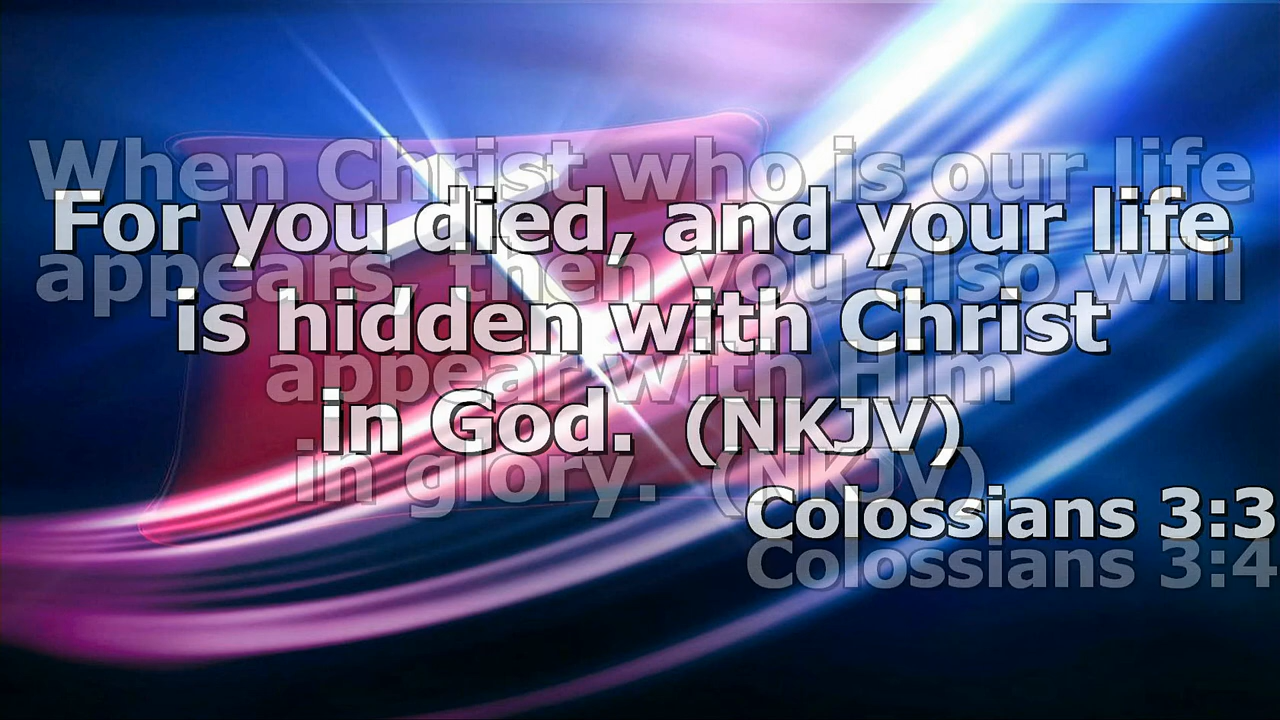 For you died, and your life
is hidden with Christ
in God. (NKJV)
Colossians 3:3
When Christ who is our life
appears, then you also will
appear with Him
in glory. (NKJV)
Colossians 3:4